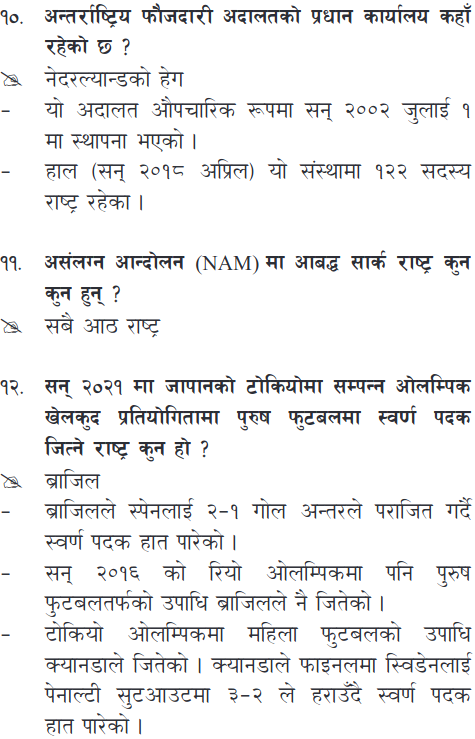 १०. अन्तर्राष्ट्रिय फौजदारी अदालतको प्रधान कार्यालय कहाँ
रहेको छ ?
नेदरल्यान्डको हेग
- यो अदालत औपचारिक रूपमा सन् २००२ जुलाई १
मा स्थापना भएको ।
- हाल (सन् २०१८ अप्रिल) यो संस्थामा १२२ सदस्य
राष्ट्र रहेका ।
११. असंलग्न आन्दोलन (NAM) मा आबद्ध सार्क राष्ट्र कुन
कुन हुन् ?
सबै आठ राष्ट्र
१२. सन् २०२१ मा जापानको टोकियोमा सम्पन्न ओलम्पिक
खेलकुद प्रतियोगितामा पुरुष फुटबलमा स्वर्ण पदक
जित्ने राष्ट्र कुन हो ?
ब्राजिल
- ब्राजिलले स्पेनलाई २-१ गोल अन्तरले पराजित गर्दै
स्वर्ण पदक हात पारेको ।
- सन् २०१६ को रियो ओलम्पिकमा पनि पुरुष
फुटबलतर्फको उपाधि ब्राजिलले नै जितेको ।
- टोकियो ओलम्पिकमा महिला फुटबलको उपाधि
क्यानडाले जितेको । क्यानडाले फाइनलमा स्विडेनलाई
पेनाल्टी सुटआउटमा ३-२ ले हराउँदै स्वर्ण पदक
हात पारेको ।